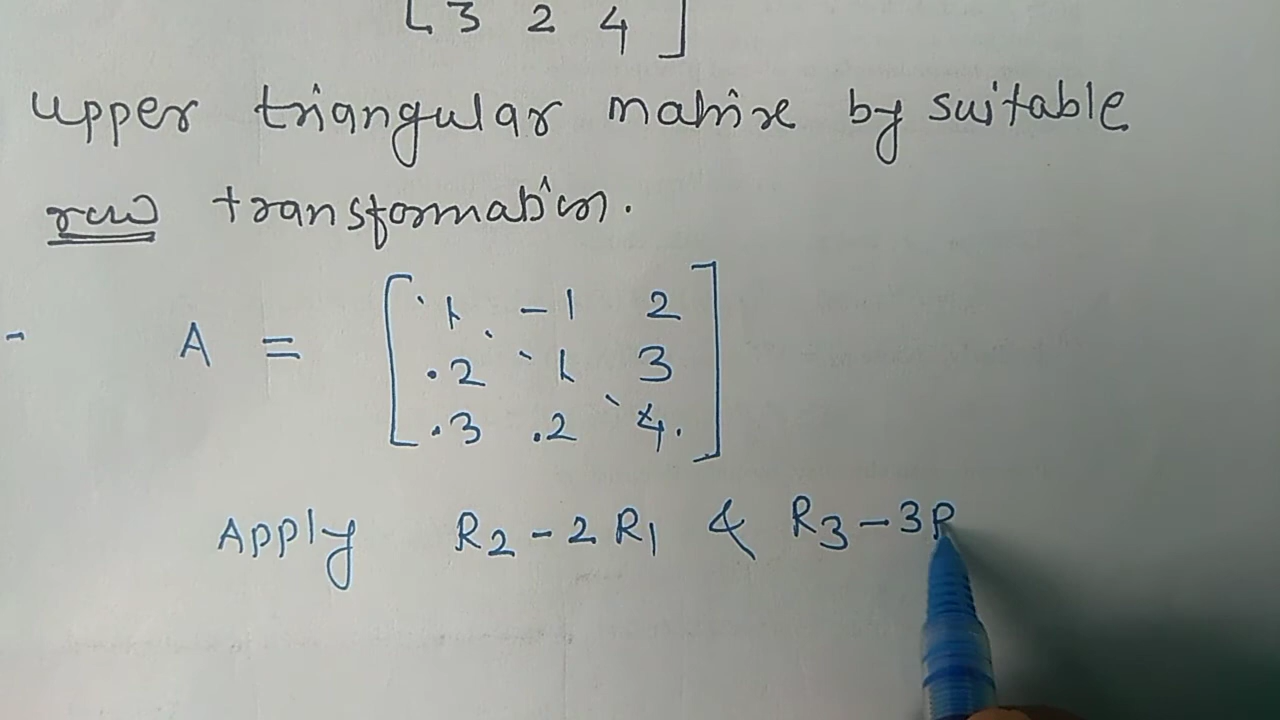 [ 3 2 4 ]
upper triangular matrix by suitable
row transformation.
- A = [ 1 -1 2
2 1 3
3 2 4 ]
Apply R2 - 2R1 & R3 - 3R